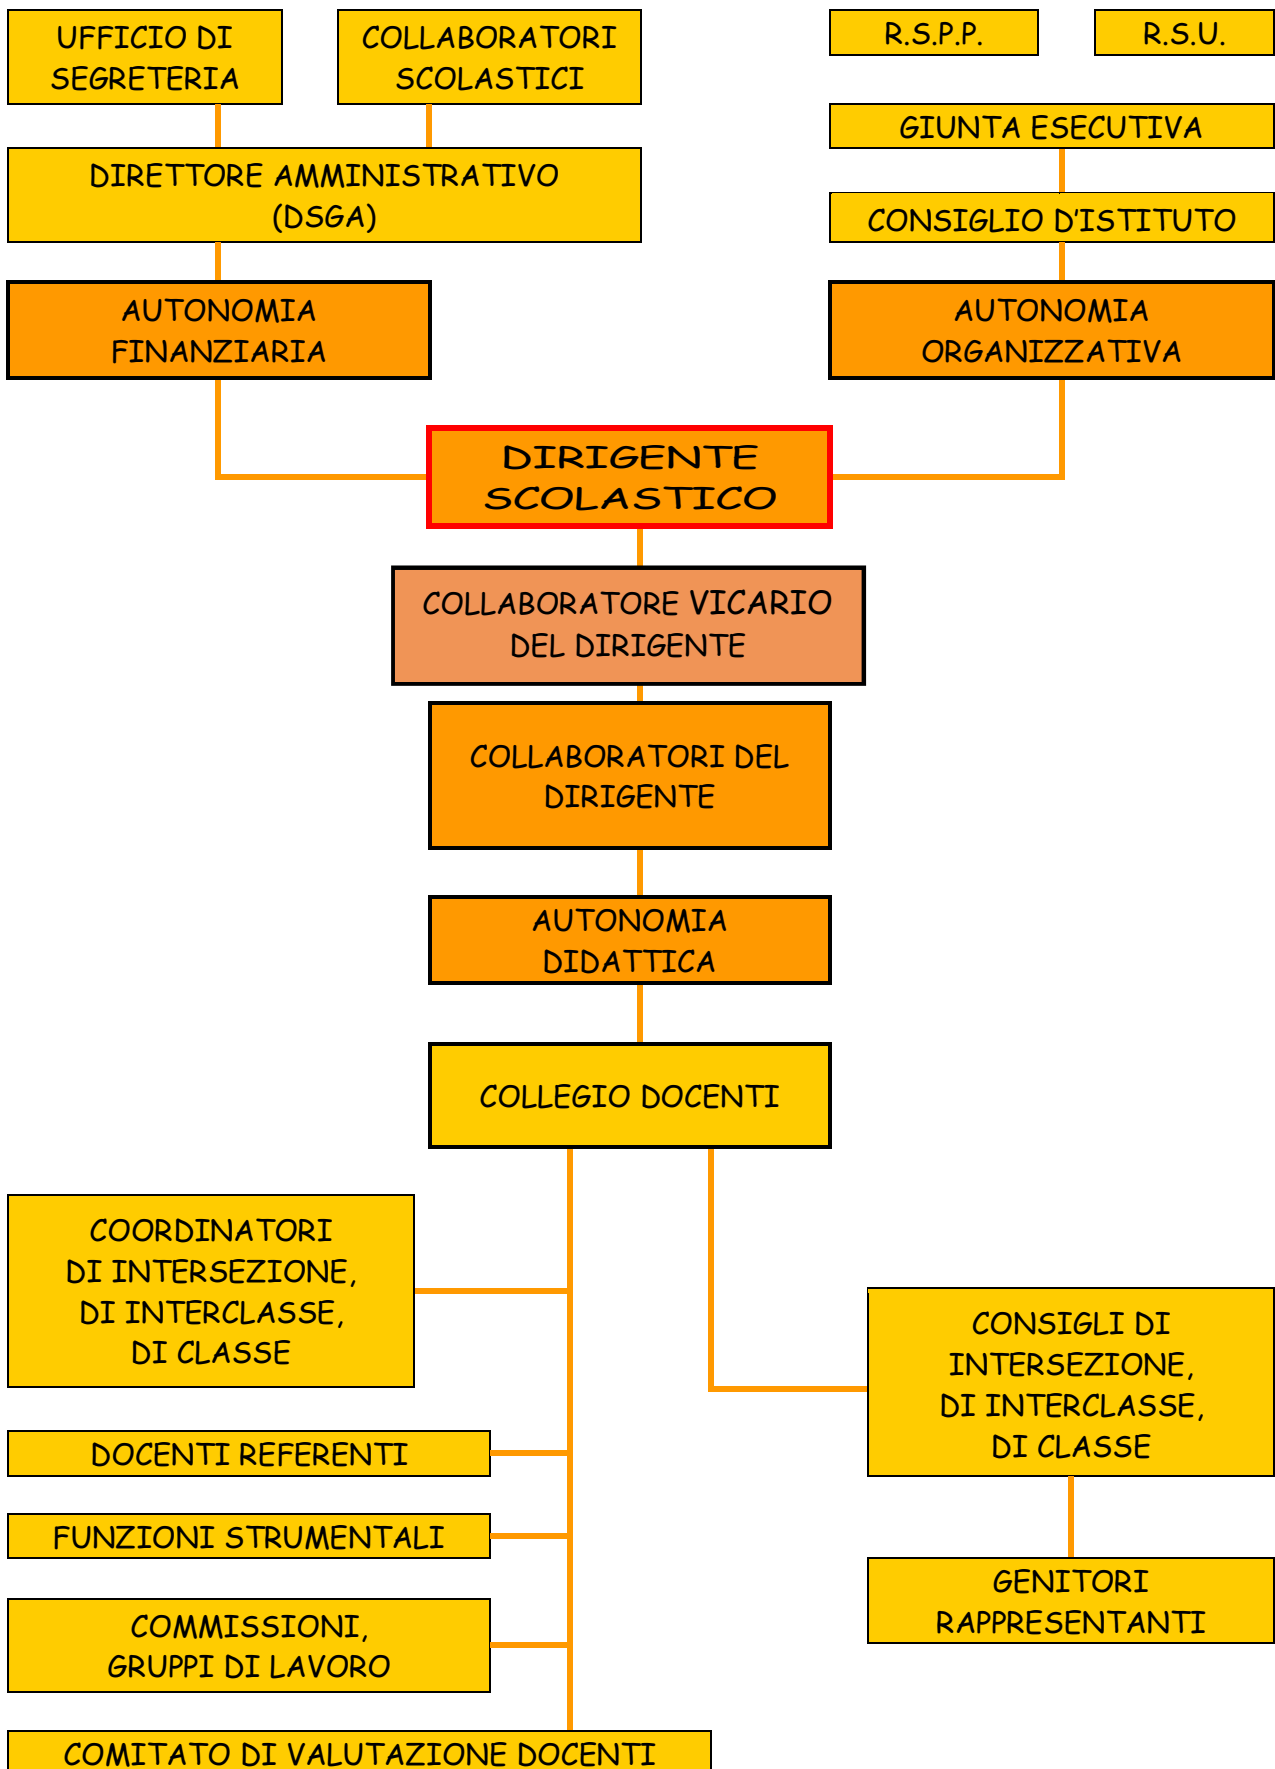 UFFICIO DI
SEGRETERIA
COLLABORATORI
SCOLASTICI
R.S.P.P.
R.S.U.
GIUNTA ESECUTIVA
DIRETTORE AMMINISTRATIVO
(DSGA)
CONSIGLIO D'ISTITUTO
AUTONOMIA
FINANZIARIA
AUTONOMIA
ORGANIZZATIVA
DIRIGENTE
SCOLASTICO
COLLABORATORE VICARIO
DEL DIRIGENTE
COLLABORATORI DEL
DIRIGENTE
AUTONOMIA
DIDATTICA
COLLEGIO DOCENTI
COORDINATORI
DI INTERSEZIONE,
DI INTERCLASSE,
DI CLASSE
CONSIGLI DI
INTERSEZIONE,
DI INTERCLASSE,
DI CLASSE
DOCENTI REFERENTI
FUNZIONI STRUMENTALI
GENITORI
RAPPRESENTANTI
COMMISSIONI,
GRUPPI DI LAVORO
COMITATO DI VALUTAZIONE DOCENTI